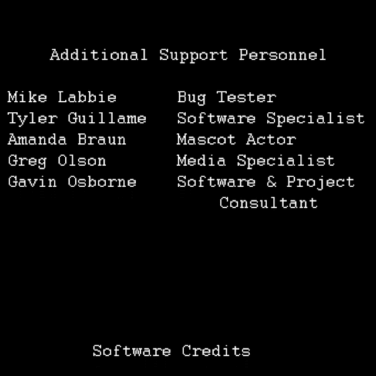 Additional Support Personnel
Mike Labbie Bug Tester
Tyler Guillame Software Specialist
Amanda Braun Mascot Actor
Greg Olson Media Specialist
Gavin Osborne Software & Project
Consultant
Software Credits